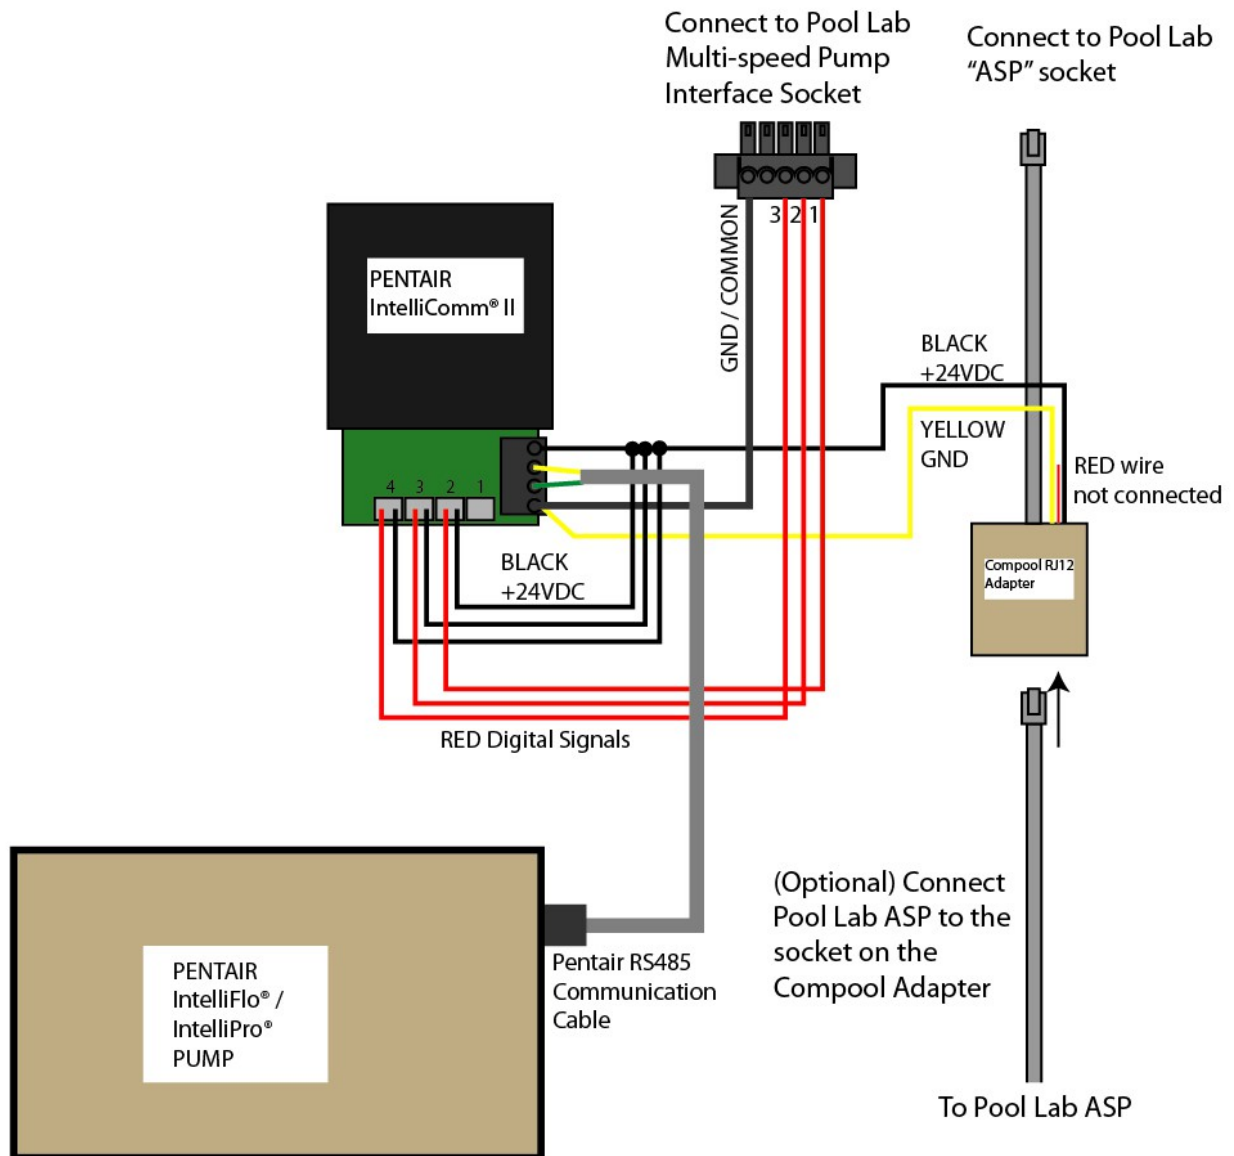 Connect to Pool Lab
Multi-speed Pump
Interface Socket
Connect to Pool Lab
“ASP” socket
PENTAIR
IntelliComm® II
GND / COMMON
3 2 1
BLACK
+24VDC
YELLOW
GND
RED wire
not connected
4 3 2 1
BLACK
+24VDC
Compool RJ12
Adapter
RED Digital Signals
PENTAIR
IntelliFlo® /
IntelliPro®
PUMP
Pentair RS485
Communication
Cable
(Optional) Connect
Pool Lab ASP to the
socket on the
Compool Adapter
To Pool Lab ASP